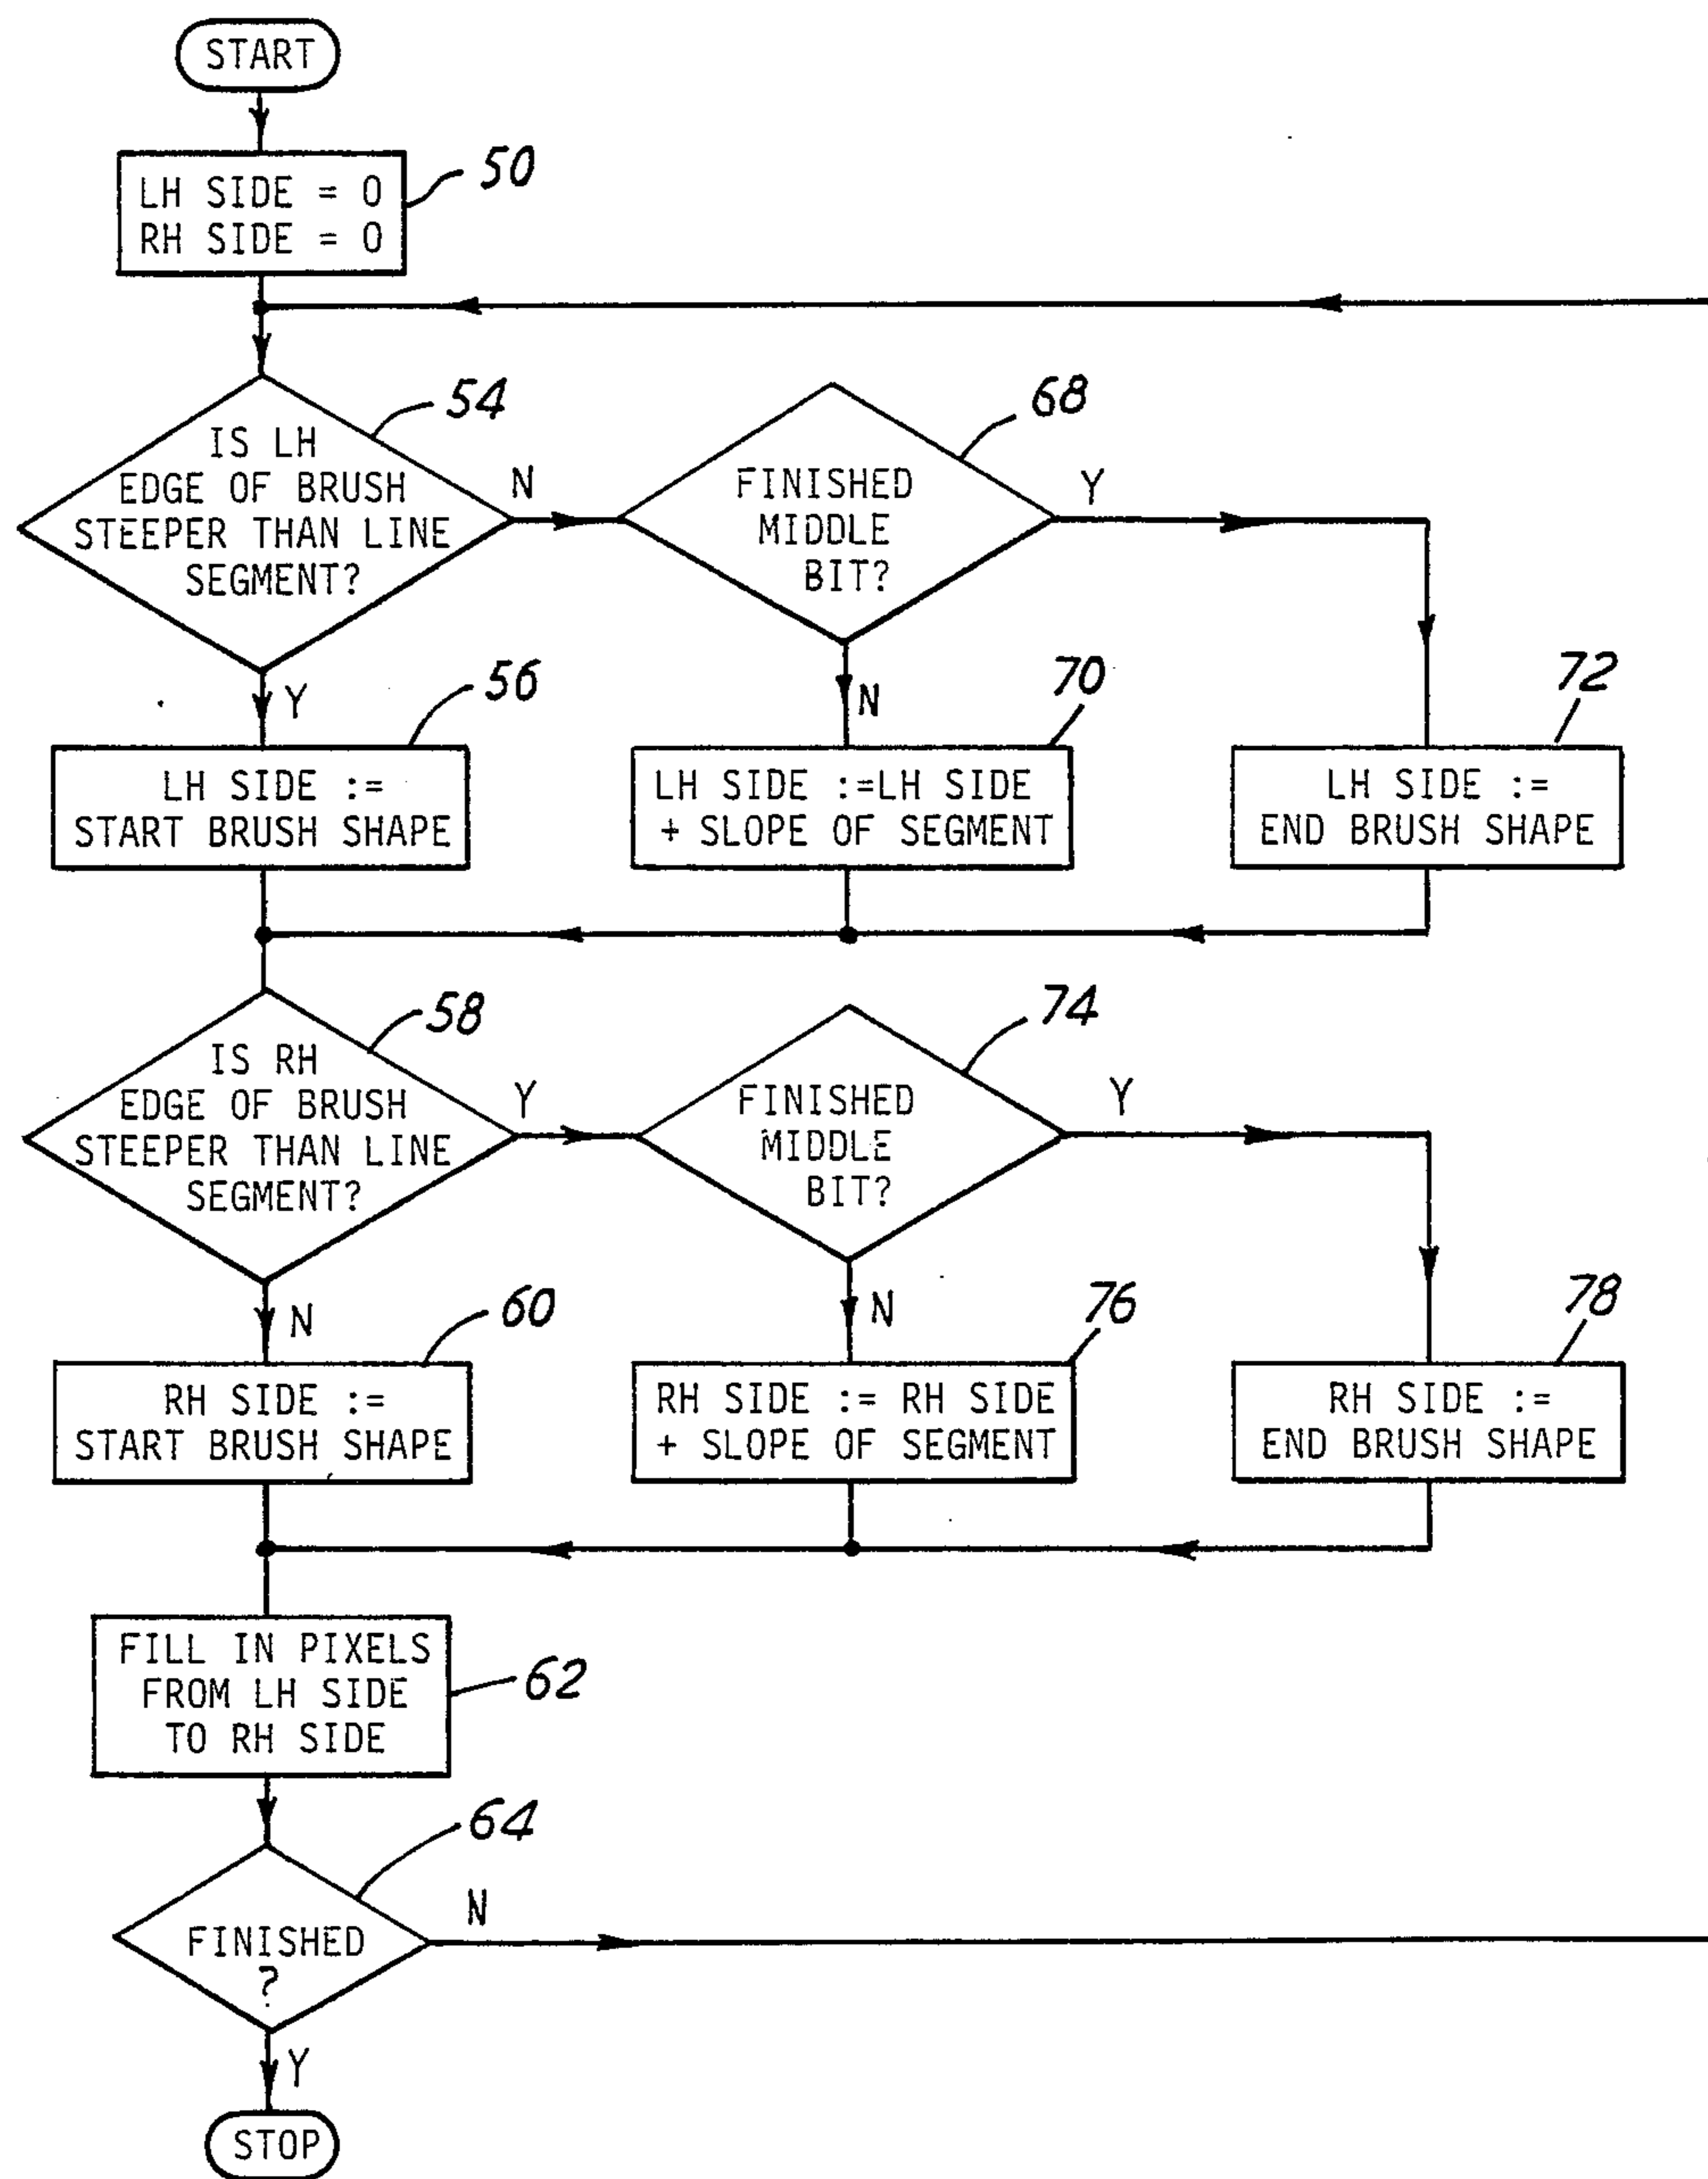 START
LH SIDE = 0
RH SIDE = 0
50
IS LH
EDGE OF BRUSH
STEEPER THAN LINE
SEGMENT?
54
N
FINISHED
MIDDLE
BIT?
68
Y
Y
56
LH SIDE :=
START BRUSH SHAPE
N
70
LH SIDE :=LH SIDE
+ SLOPE OF SEGMENT
72
LH SIDE :=
END BRUSH SHAPE
IS RH
EDGE OF BRUSH
STEEPER THAN LINE
SEGMENT?
58
Y
FINISHED
MIDDLE
BIT?
74
Y
N
60
RH SIDE :=
START BRUSH SHAPE
N
76
RH SIDE := RH SIDE
+ SLOPE OF SEGMENT
78
RH SIDE :=
END BRUSH SHAPE
FILL IN PIXELS
FROM LH SIDE
TO RH SIDE
62
64
FINISHED
?
N
Y
STOP